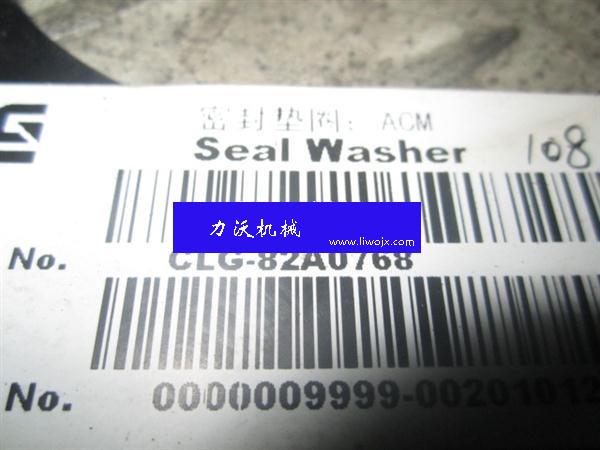 密封垫圈: ACM
Seal Washer 108
力沃机械
www.liwojx.com
No. CLG-82A0768
No. 0000009999-00201012